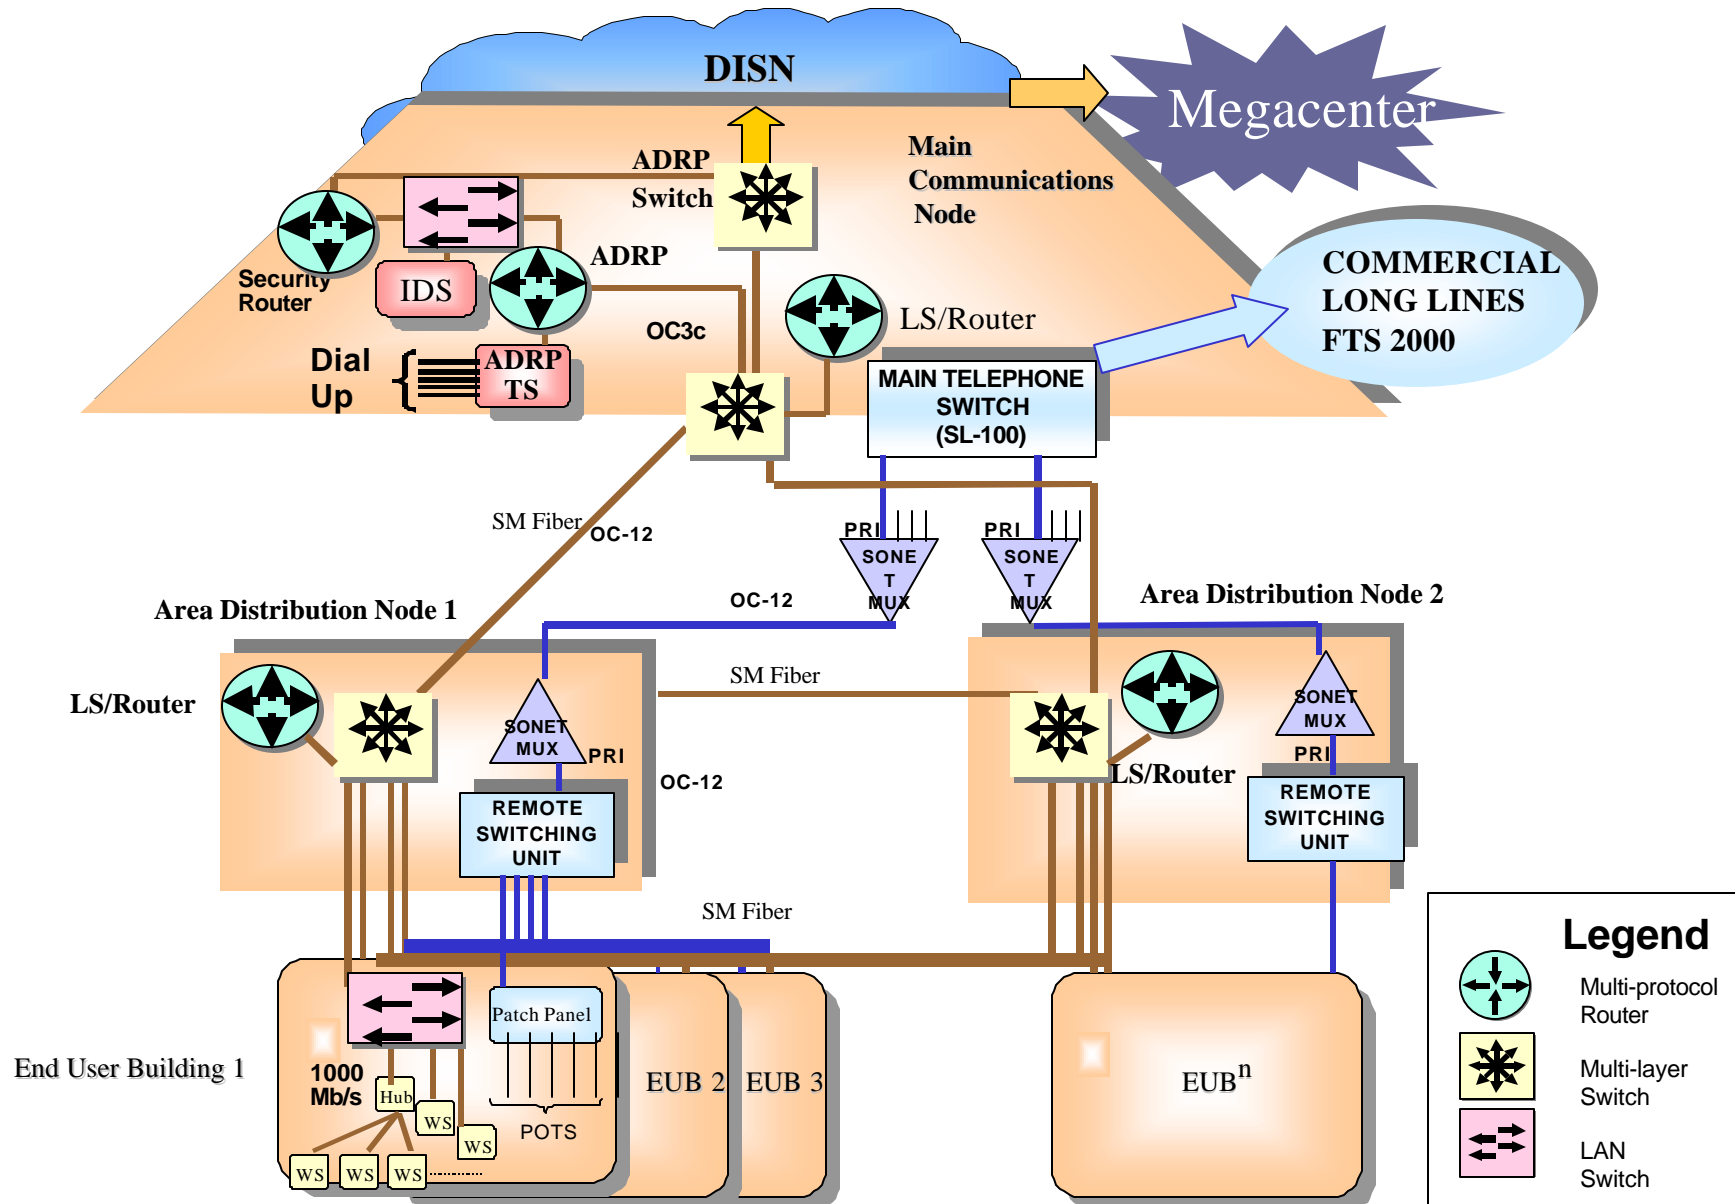 DISN
Megacenter
ADRP
Switch
Main
Communications
Node
Security
Router
IDS
ADRP
OC3c
LS/Router
COMMERCIAL
LONG LINES
FTS 2000
Dial
Up
ADRP
TS
MAIN TELEPHONE
SWITCH
(SL-100)
SM Fiber
OC-12
PRI
SONE
T
MUX
PRI
SONE
T
MUX
OC-12
Area Distribution Node 1
Area Distribution Node 2
LS/Router
SM Fiber
SONET
MUX
PRI
OC-12
REMOTE
SWITCHING
UNIT
LS/Router
SONET
MUX
PRI
REMOTE
SWITCHING
UNIT
SM Fiber
End User Building 1
1000
Mb/s
Hub
WS
WS
WS
WS
WS
Patch Panel
POTS
EUB 2
EUB 3
EUBⁿ
Legend
Multi-protocol
Router
Multi-layer
Switch
LAN
Switch